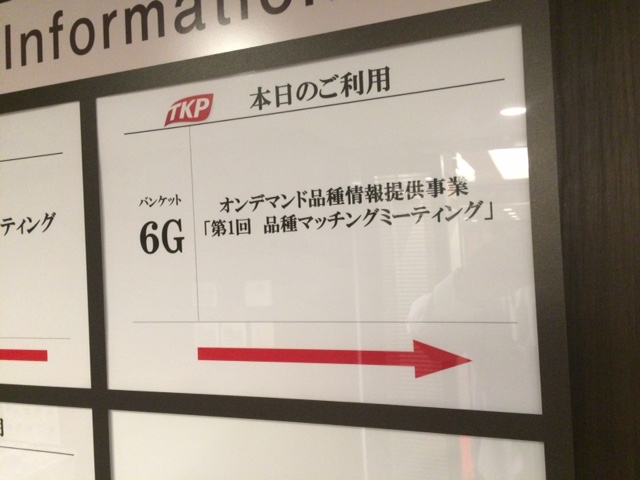 Information
TKP 本日のご利用
バンケット
6G
オンデマンド品種情報提供事業
「第1回 品種マッチングミーティング」
ティング